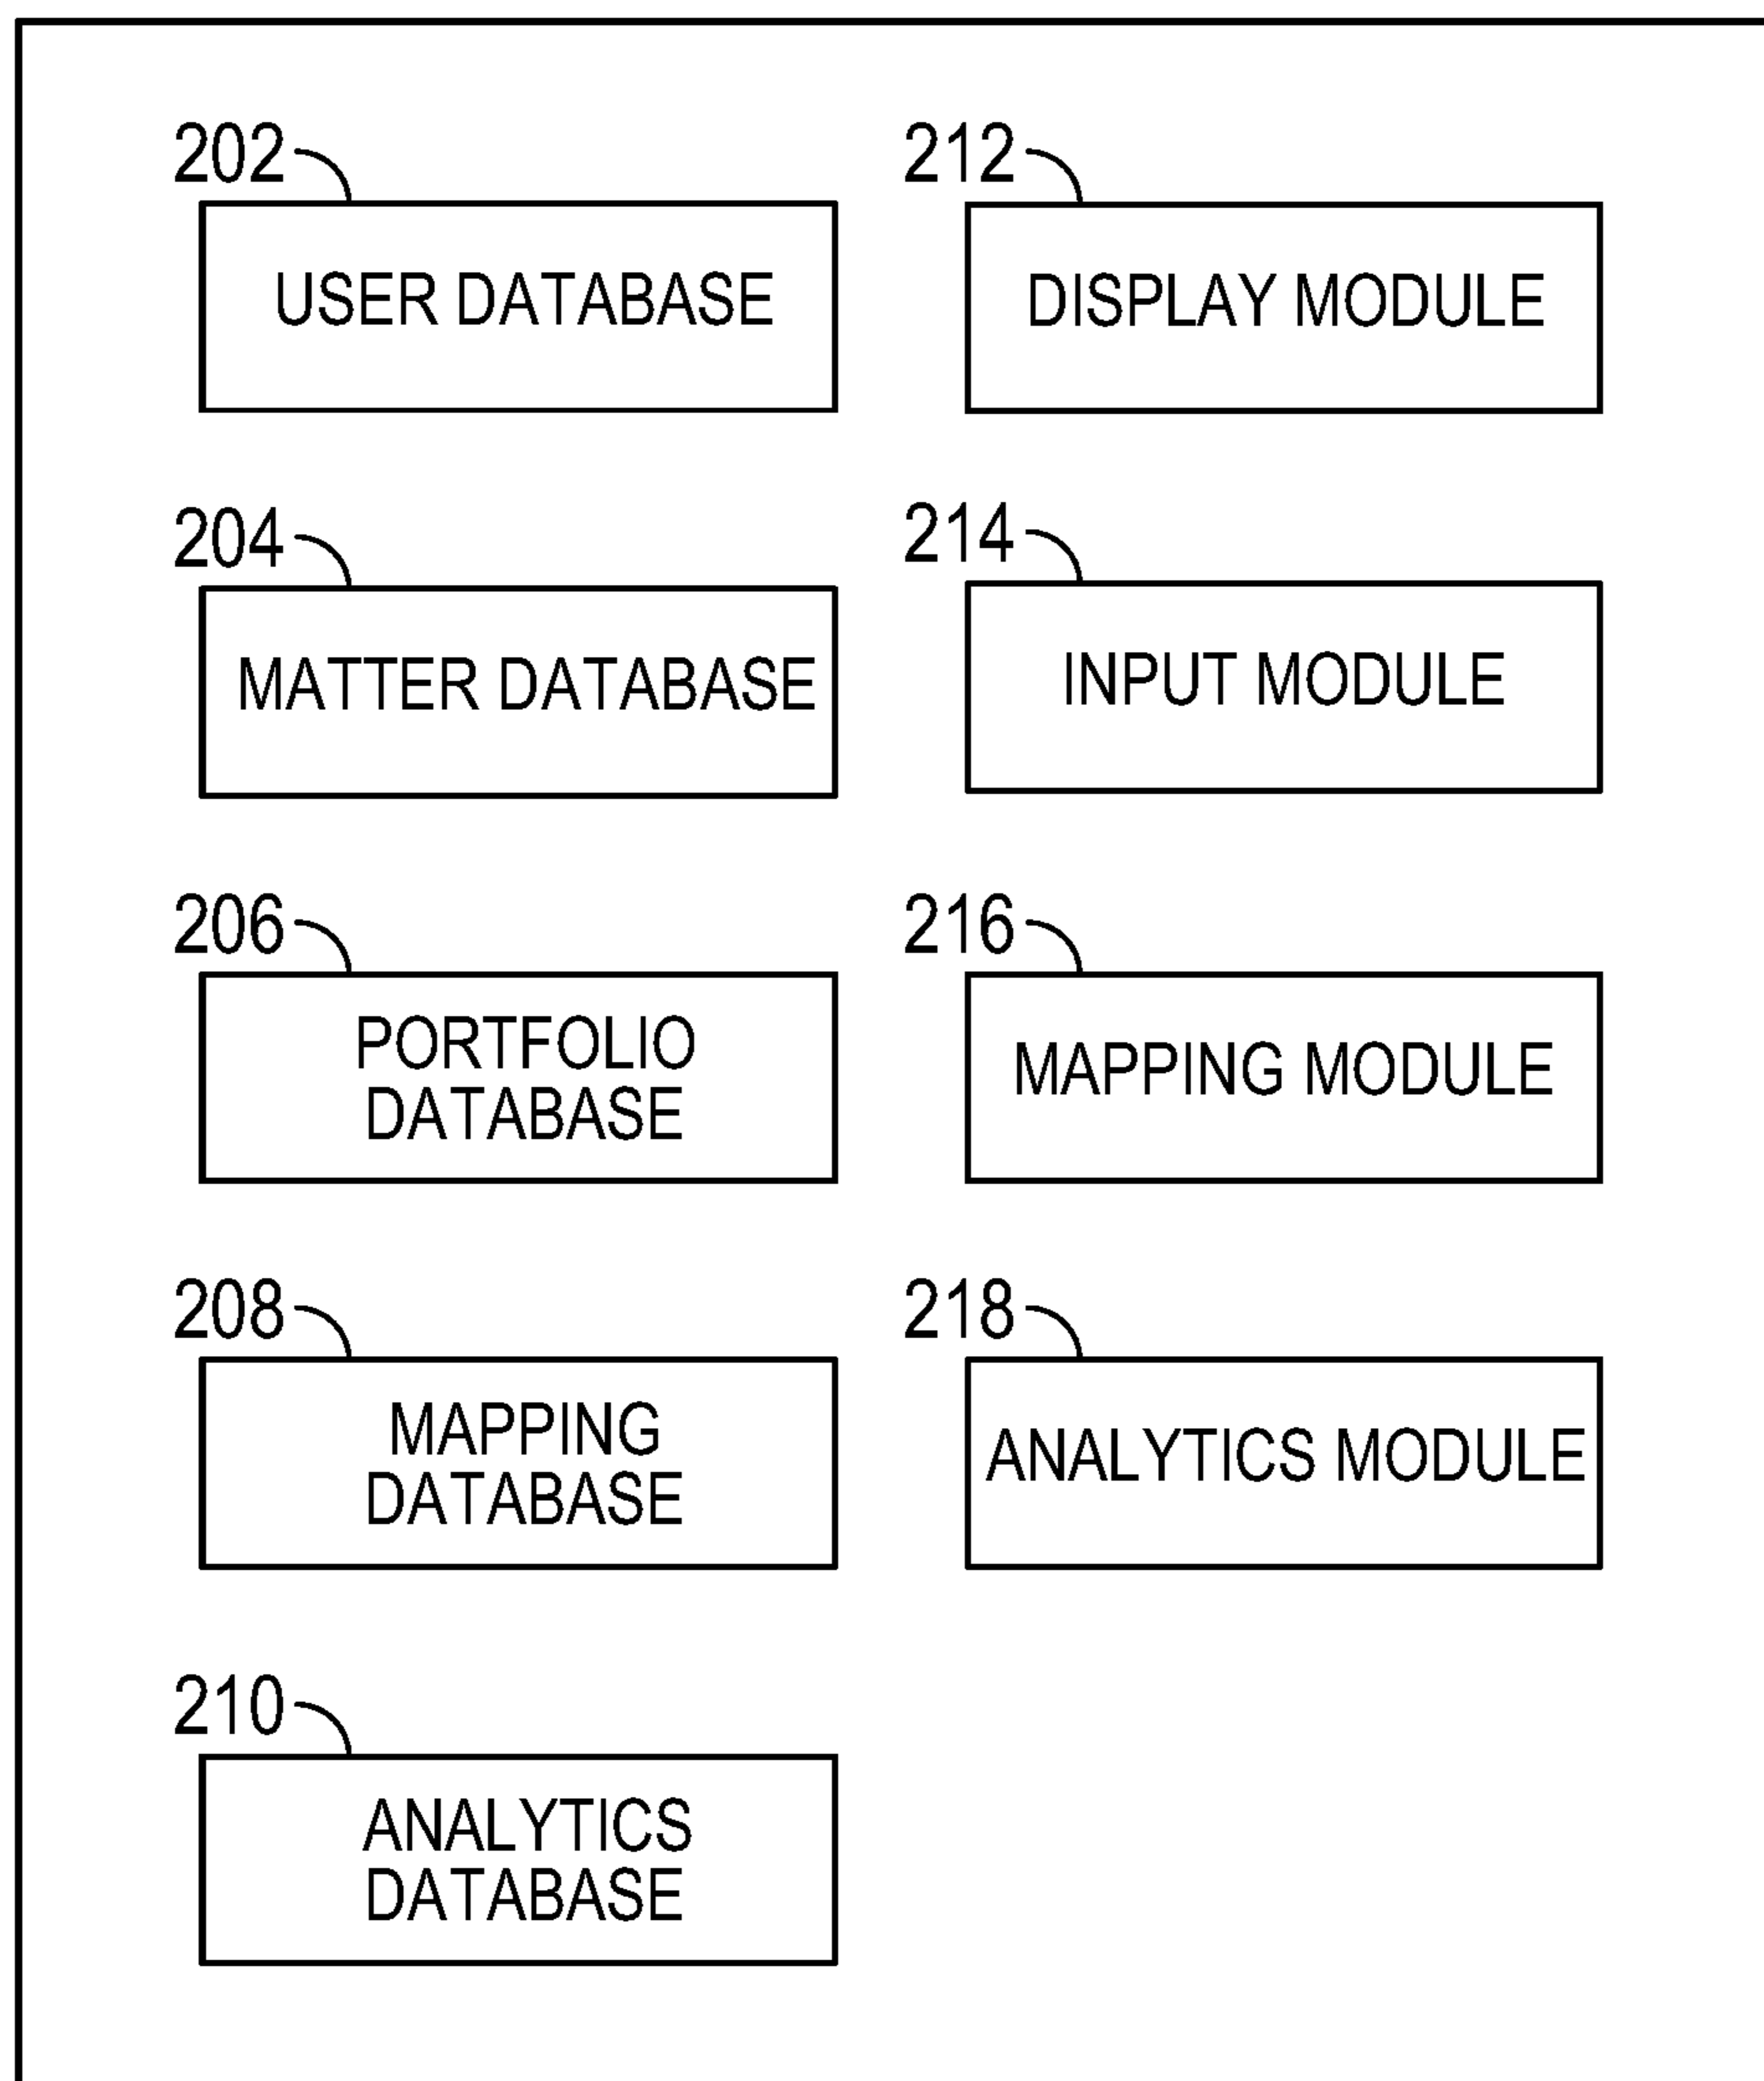 202
USER DATABASE
212
DISPLAY MODULE
204
MATTER DATABASE
214
INPUT MODULE
206
PORTFOLIO
DATABASE
216
MAPPING MODULE
208
MAPPING
DATABASE
218
ANALYTICS MODULE
210
ANALYTICS
DATABASE